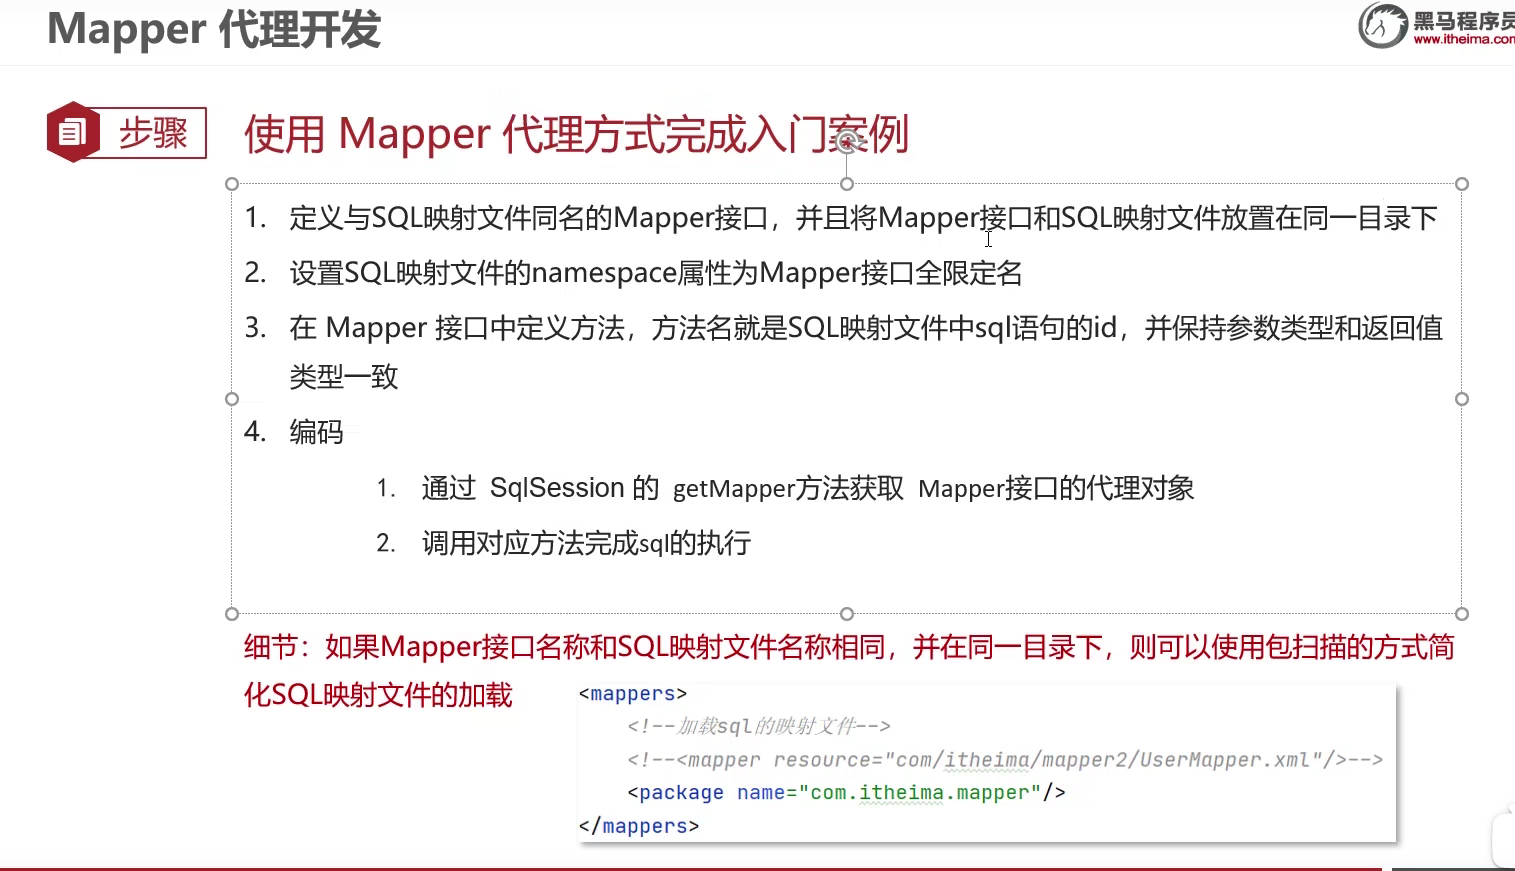 Mapper 代理开发
黑马程序员
www.itheima.com
步骤
使用 Mapper 代理方式完成入门案例
1. 定义与SQL映射文件同名的Mapper接口，并且将Mapper接口和SQL映射文件放置在同一目录下
2. 设置SQL映射文件的namespace属性为Mapper接口全限定名
3. 在 Mapper 接口中定义方法，方法名就是SQL映射文件中sql语句的id，并保持参数类型和返回值
类型一致
4. 编码
1. 通过 SqlSession 的 getMapper方法获取 Mapper接口的代理对象
2. 调用对应方法完成sql的执行
细节：如果Mapper接口名称和SQL映射文件名称相同，并在同一目录下，则可以使用包扫描的方式简
化SQL映射文件的加载
<mappers>
<!--加载sql的映射文件-->
<!--<mapper resource="com/itheima/mapper2/UserMapper.xml"/>-->
<package name="com.itheima.mapper"/>
</mappers>